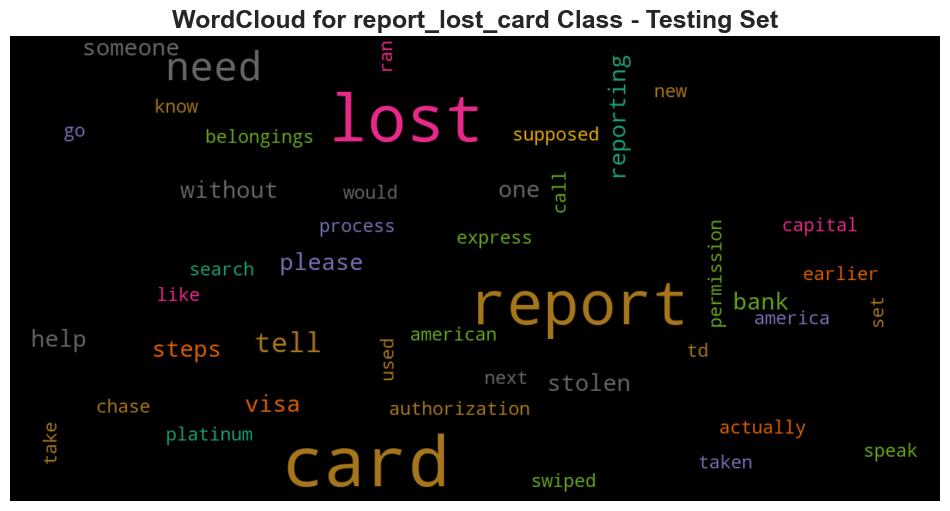 WordCloud for report_lost_card Class - Testing Set
someone
ran
need
reporting
new
know
lost
go
belongings
supposed
without
would
one
call
process
express
permission
capital
search
please
earlier
like
report
bank
set
america
help
steps
tell
american
used
td
next
stolen
chase
visa
authorization
take
platinum
card
actually
taken
speak
swiped